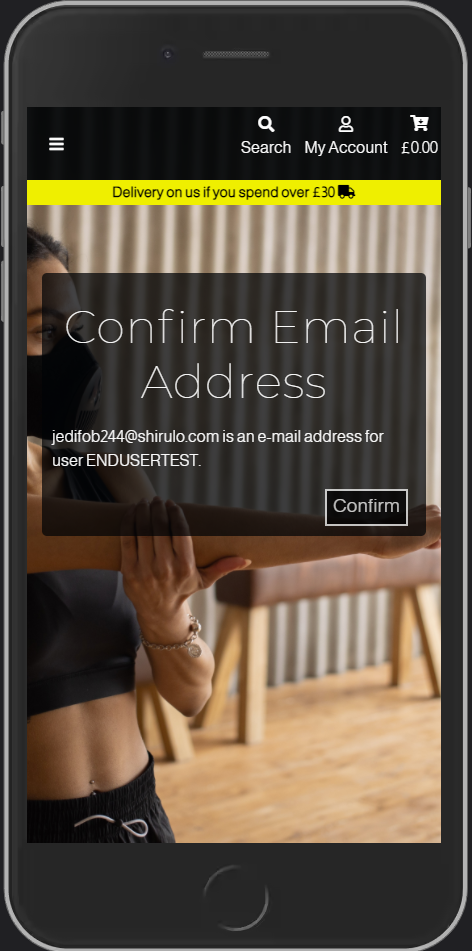 Search My Account £0.00
Delivery on us if you spend over £30
Confirm Email
Address
jedifob244@shirulo.com is an e-mail address for
user ENDUSERTEST.
Confirm